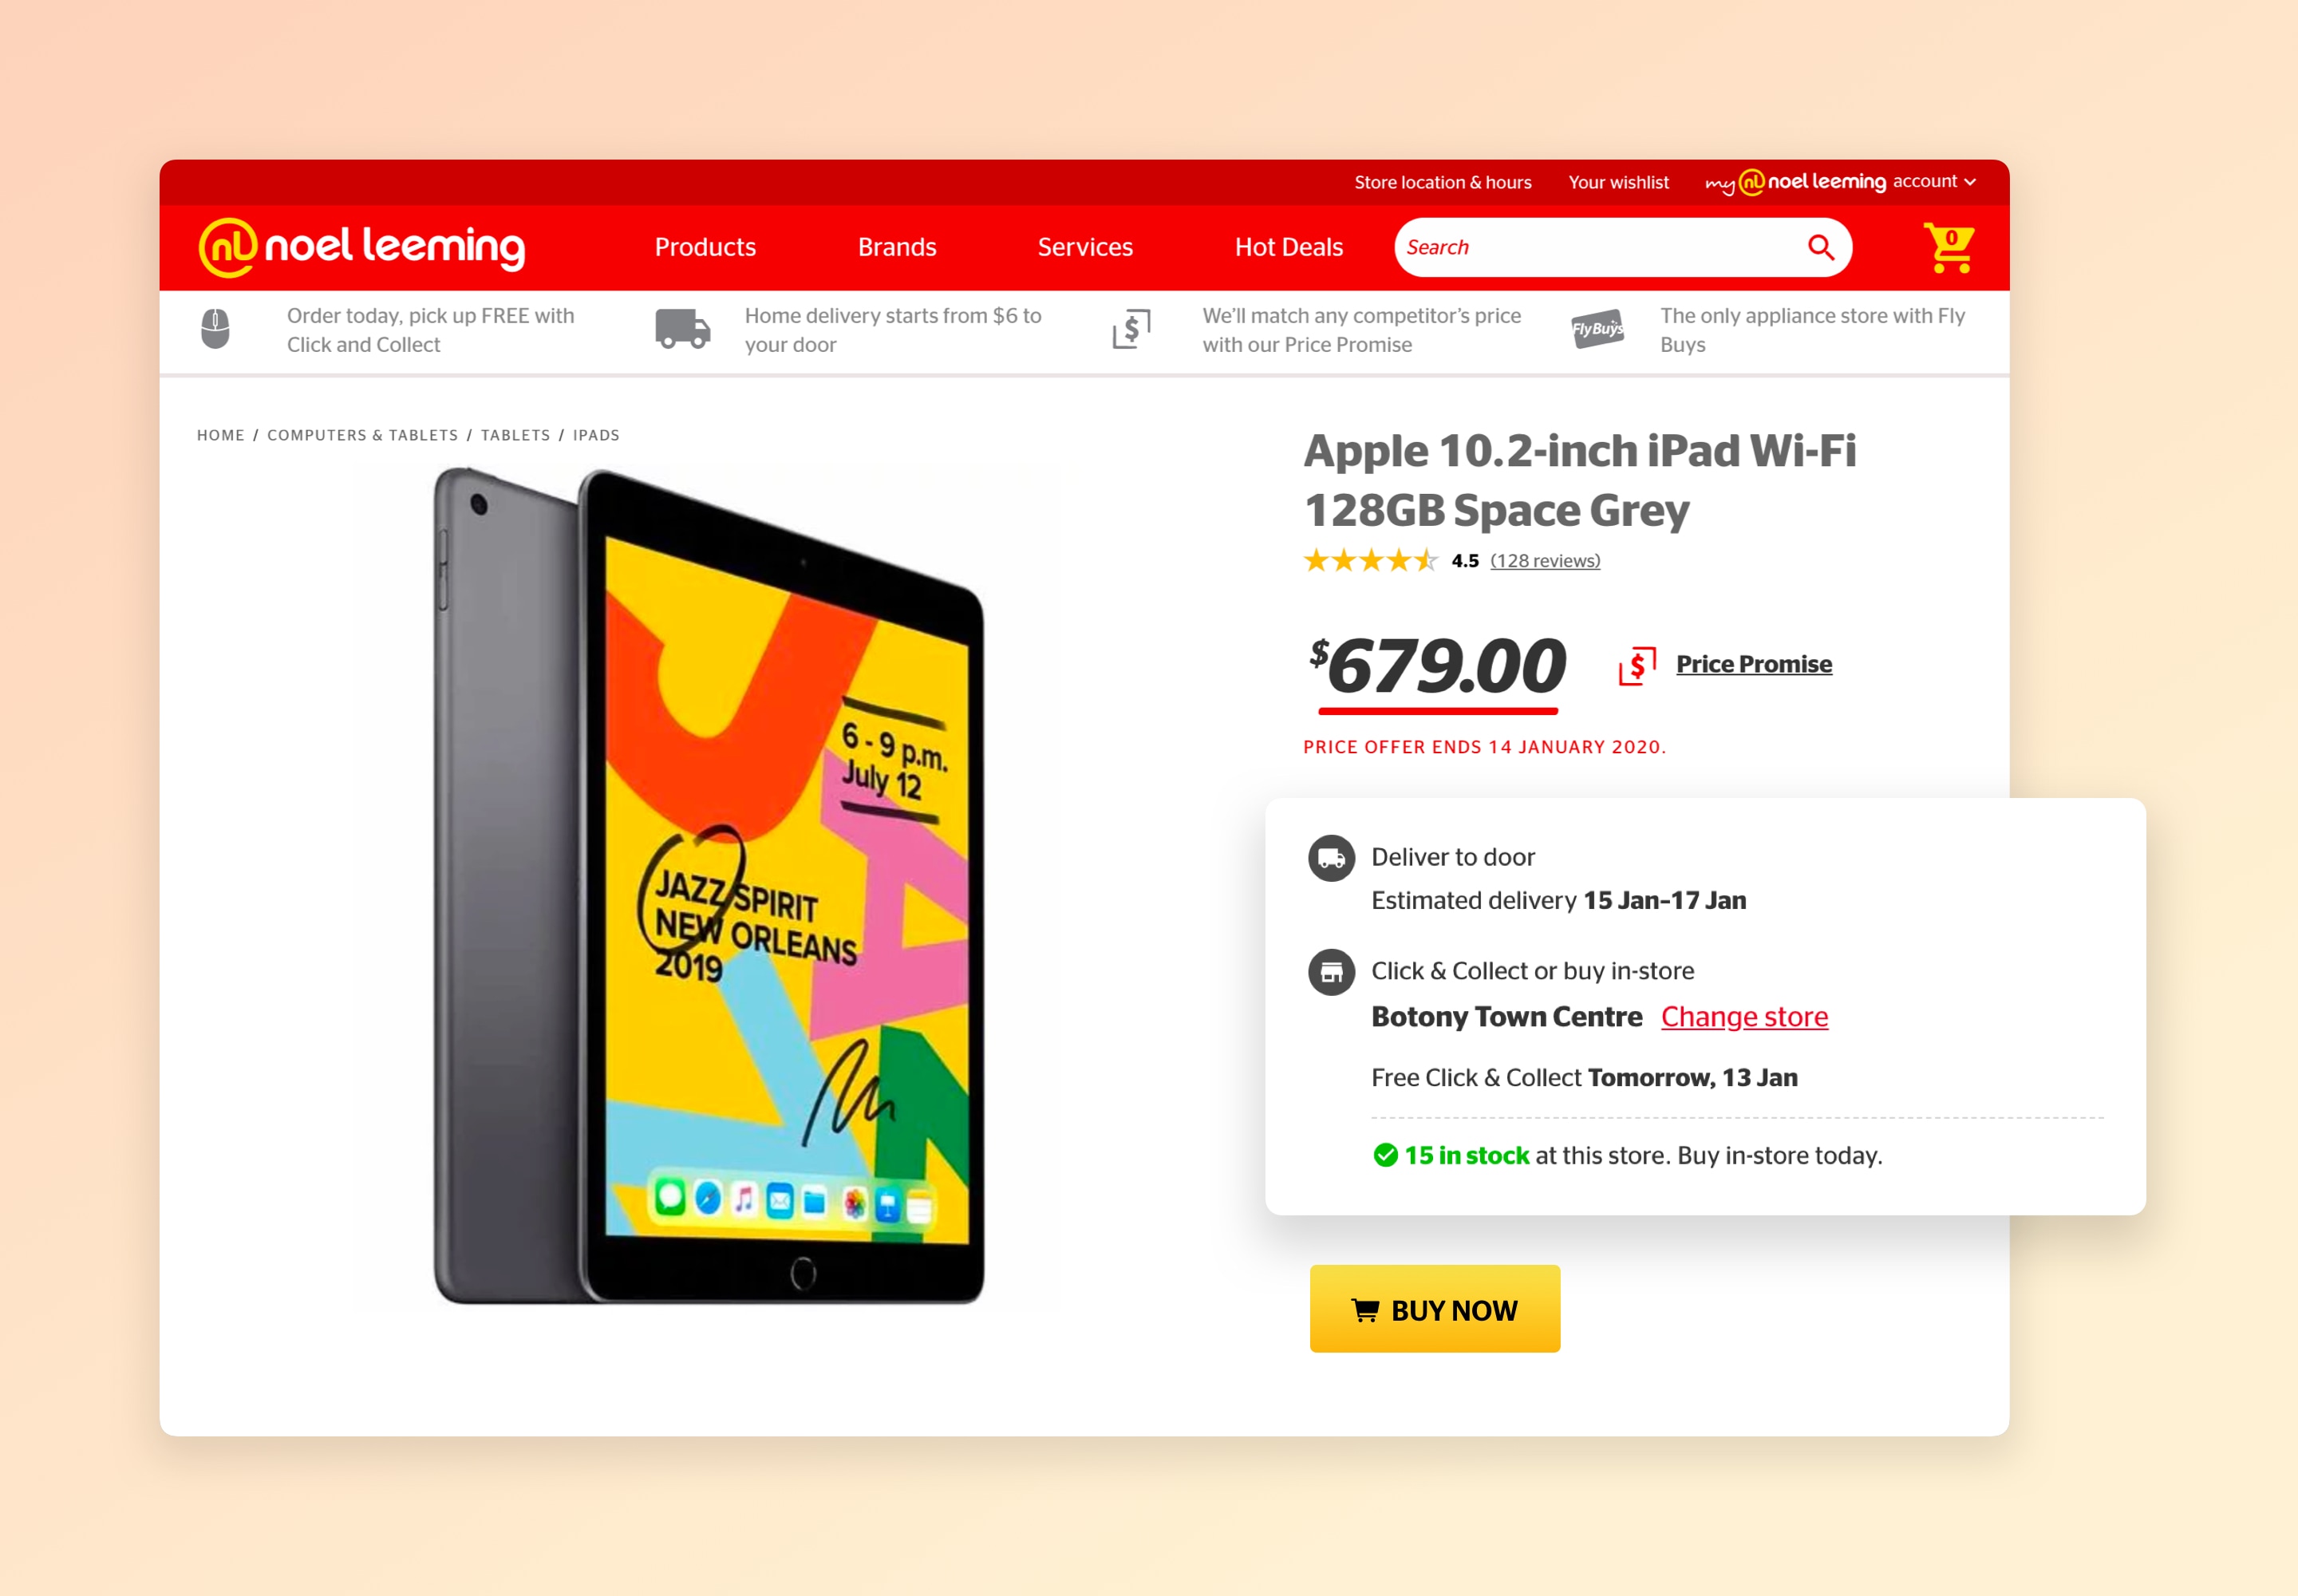 Store location & hours
Your wishlist
my nl noel leeming account
nl noel leeming
Products
Brands
Services
Hot Deals
Search
0
Order today, pick up FREE with
Click and Collect
Home delivery starts from $6 to
your door
$
We'll match any competitor's price
with our Price Promise
FlyBuys
The only appliance store with Fly
Buys
HOME / COMPUTERS & TABLETS / TABLETS / IPADS
6 - 9 p.m.
July 12
JAZZ SPIRIT
NEW ORLEANS
2019
Apple 10.2-inch iPad Wi-Fi
128GB Space Grey
4.5 (128 reviews)
$679.00
$ Price Promise
PRICE OFFER ENDS 14 JANUARY 2020.
Deliver to door
Estimated delivery 15 Jan–17 Jan
Click & Collect or buy in-store
Botony Town Centre Change store
Free Click & Collect Tomorrow, 13 Jan
15 in stock at this store. Buy in-store today.
BUY NOW